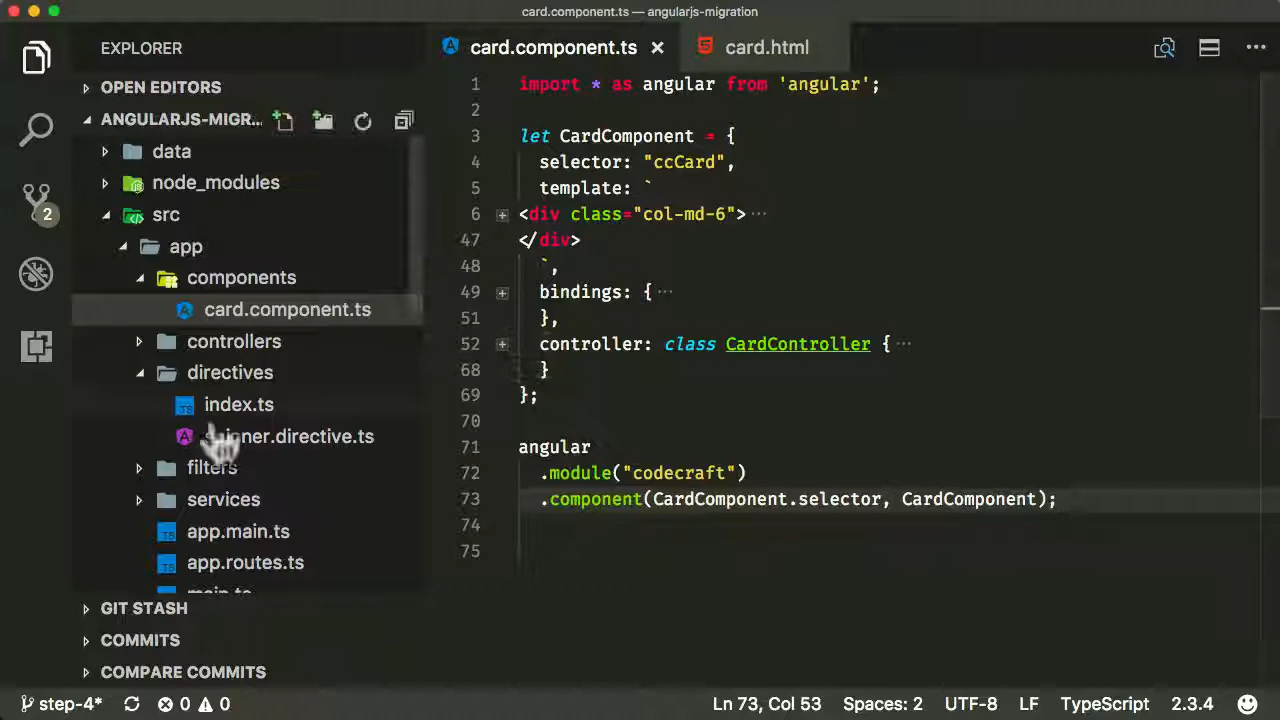 card.component.ts — angularjs-migration
EXPLORER
OPEN EDITORS
ANGULARJS-MIGR...
data
node_modules
src
app
components
card.component.ts
controllers
directives
index.ts
filters
services
app.main.ts
app.routes.ts
main.ts
GIT STASH
COMMITS
COMPARE COMMITS
2
card.component.ts
card.html
1 import * as angular from 'angular';
2
3 let CardComponent = {
4 selector: "ccCard",
5 template: `
6 <div class="col-md-6">···
47 </div>
48 `,
49 bindings: {···
51 },
52 controller: class CardController {···
68 }
69 };
70
71 angular
72 .module("codecraft")
73 .component(CardComponent.selector, CardComponent);
74
75
step-4*
0 0
Ln 73, Col 53
Spaces: 2
UTF-8
LF
TypeScript
2.3.4